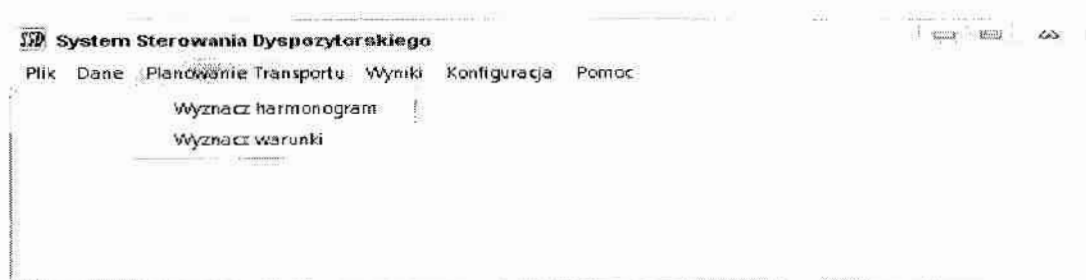 SSD System Sterowania Dyspozytorskiego
Plik Dane Planowanie Transportu Wyniki Konfiguracja Pomoc
Wyznacz harmonogram
Wyznacz warunki